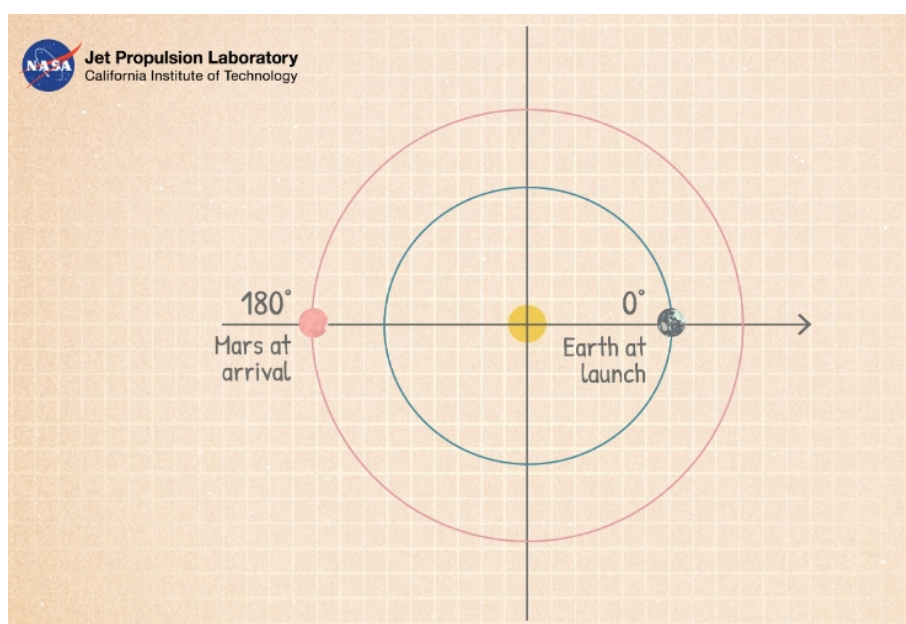 NASA
Jet Propulsion Laboratory
California Institute of Technology
180°
Mars at
arrival
0°
Earth at
launch